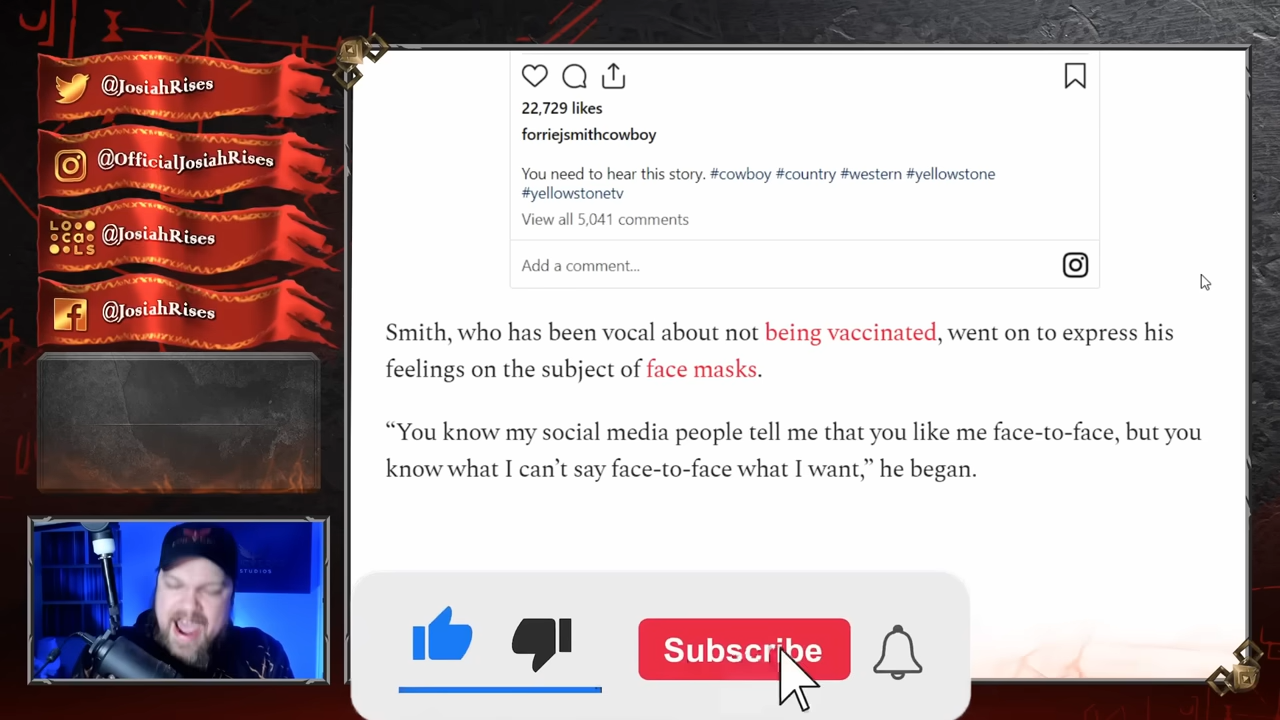 @JosiahRises
@OfficialJosiahRises
LO
ca
LS
@JosiahRises
@JosiahRises
STUDIOS
22,729 likes
forriejsmithcowboy
You need to hear this story. #cowboy #country #western #yellowstone
#yellowstonetv
View all 5,041 comments
Add a comment...
Smith, who has been vocal about not being vaccinated, went on to express his
feelings on the subject of face masks.
“You know my social media people tell me that you like me face-to-face, but you
know what I can’t say face-to-face what I want,” he began.
Subscribe